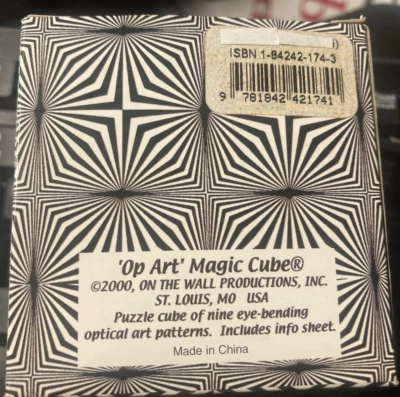 ISBN 1-84242-174-3
9 781842 421741
'Op Art' Magic Cube®
©2000, ON THE WALL PRODUCTIONS, INC.
ST. LOUIS, MO USA
Puzzle cube of nine eye-bending
optical art patterns. Includes info sheet.
Made in China